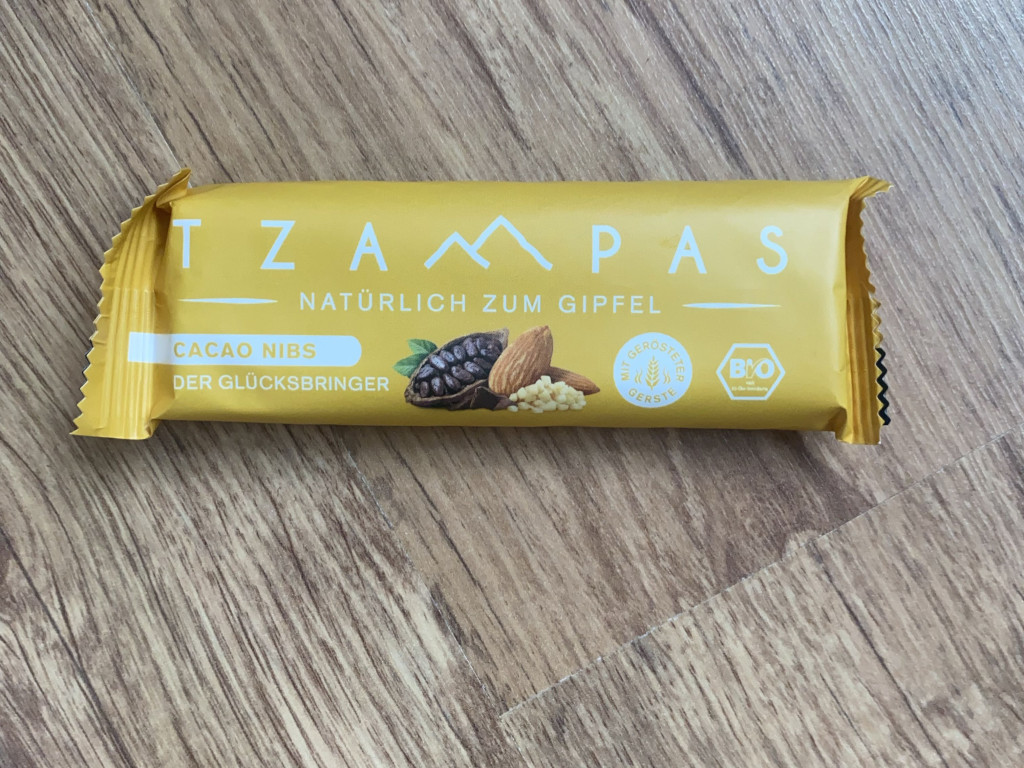 TZAMPAS
NATÜRLICH ZUM GIPFEL
CACAO NIBS
DER GLÜCKSBRINGER
MIT GERÖSTETER GERSTE
BIO